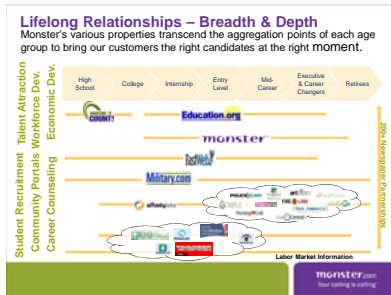 Lifelong Relationships – Breadth & Depth
Monster's various properties transcend the aggregation points of each age
group to bring our customers the right candidates at the right moment.
Talent Attraction
Workforce Dev.
Economic Dev.
Student Recruitment
Community Portals
Career Counseling
High
School
College
Internship
Entry
Level
Mid-
Career
Executive
& Career
Changers
Retirees
COUNT!
Education.org
monster
FastWeb
Military.com
affinitylabs
200+ Newspaper Partnerships
Labor Market Information
monster.com
Your calling is calling